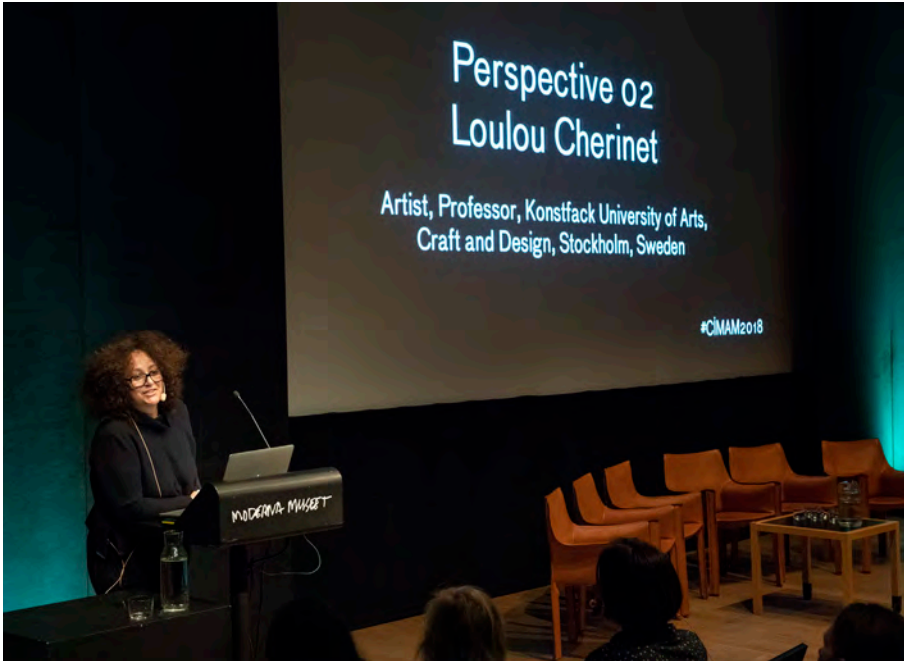 Perspective 02
Loulou Cherinet
Artist, Professor, Konstfack University of Arts,
Craft and Design, Stockholm, Sweden
#CIMAM2018
MODERNA MUSEET